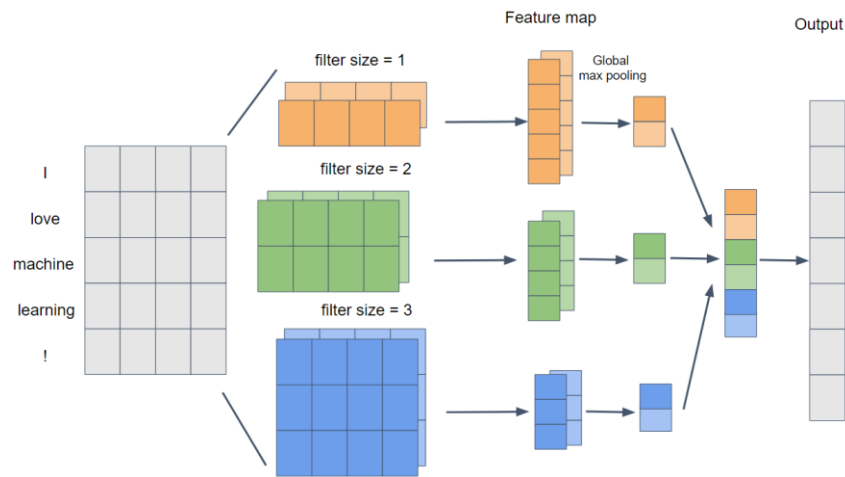 Feature map
Output
filter size = 1
Global
max pooling
filter size = 2
I
love
machine
learning
!
filter size = 3